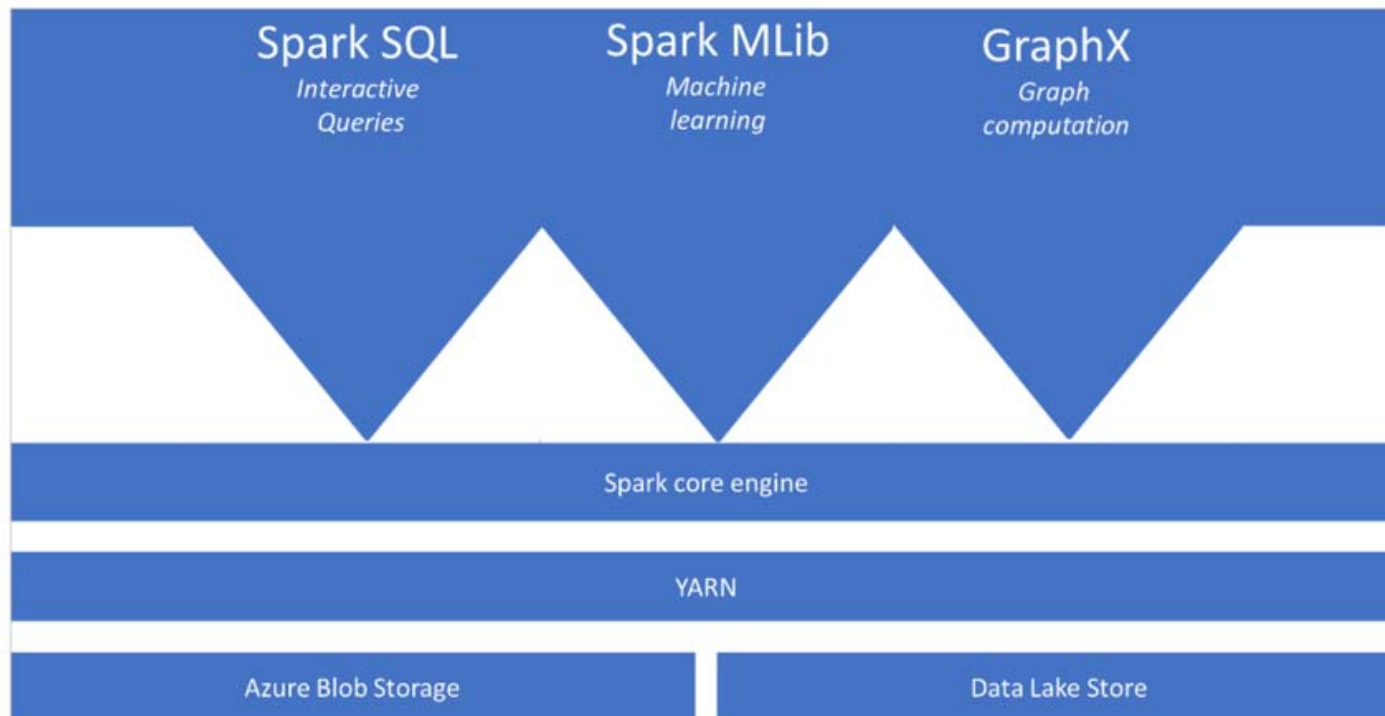 Spark SQL
Interactive
Queries
Spark MLib
Machine
learning
GraphX
Graph
computation
Spark core engine
YARN
Azure Blob Storage
Data Lake Store